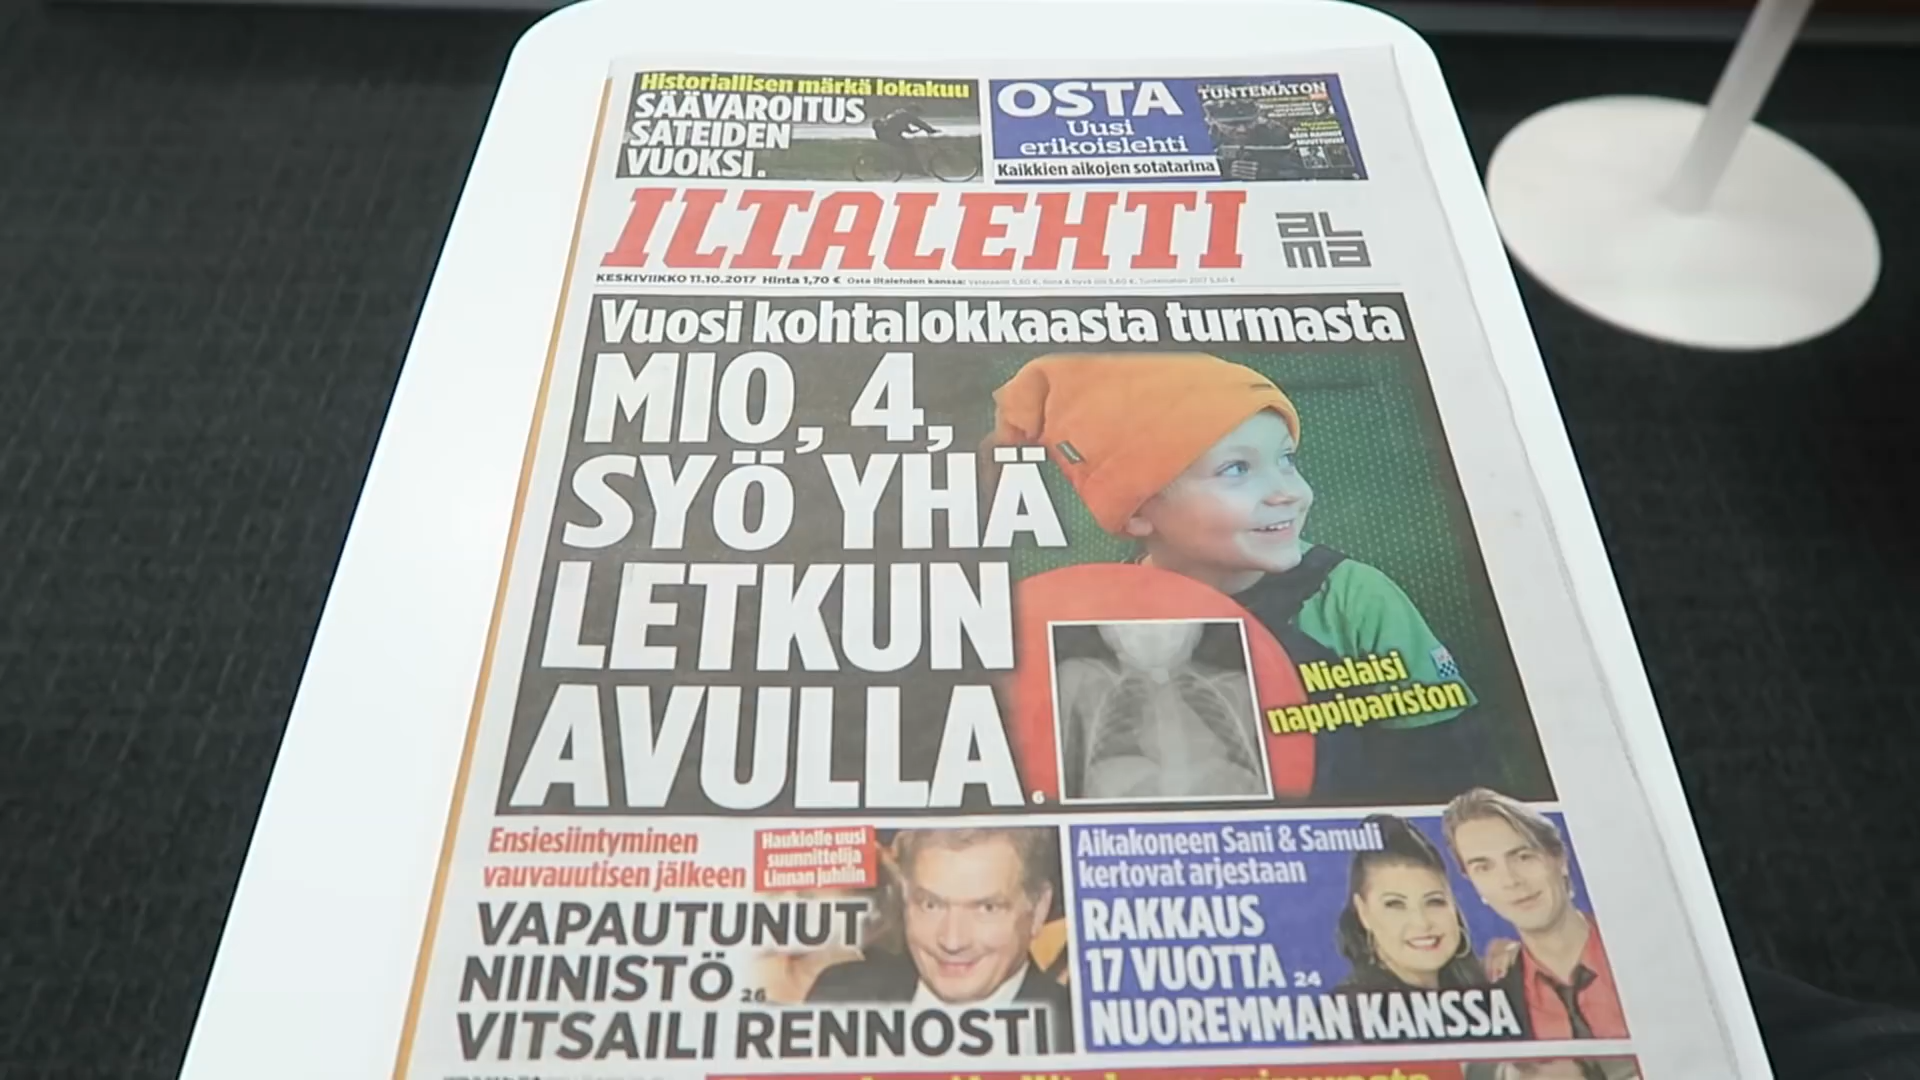 Historiallisen märkä lokakuu
SÄÄVAROITUS
SATEIDEN
VUOKSI
OSTA
Uusi
erikoislehti
Kaikkien aikojen sotatarina
TUNTEMATON
ILTALEHTI
ALMA
KESKIVIIKKO 11.10.2017 Hinta 1,70 € Osta Iltalehden kanssa:
Vuosi kohtalokkaasta turmasta
MIO, 4,
SYÖ YHÄ
LETKUN
AVULLA 6
Nielaisi
nappipariston
Ensiesiintyminen
vauvauutisen jälkeen
Haukiolle uusi
suunnittelija
Linnan juhliin
VAPAUTUNUT
NIINISTÖ 26
VITSAILI RENNOSTI
Aikakoneen Sani & Samuli
kertovat arjestaan
RAKKAUS
17 VUOTTA 24
NUOREMMAN KANSSA